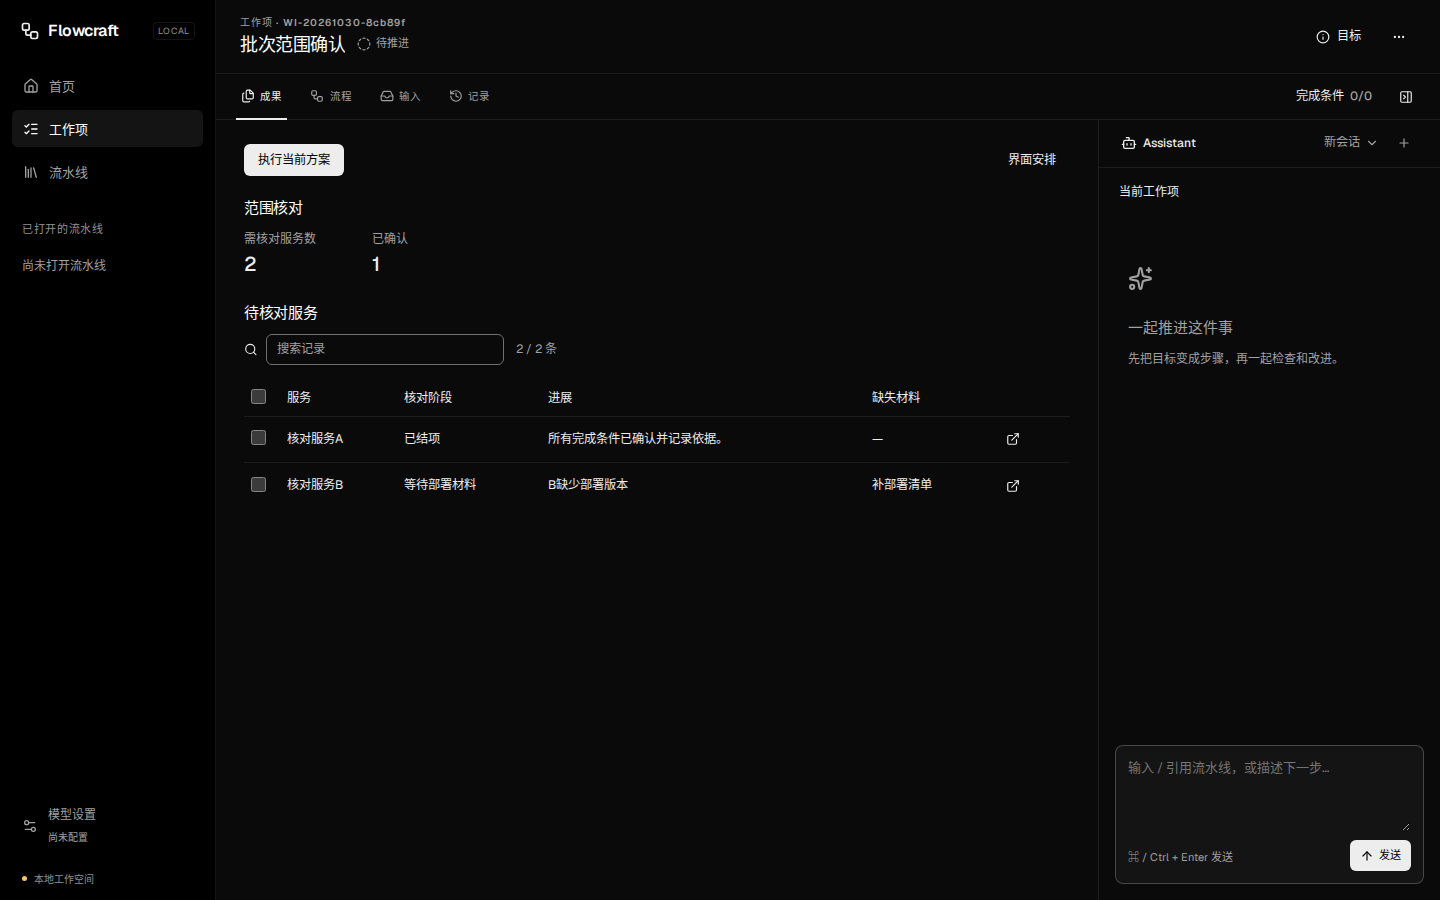 Flowcraft
LOCAL
首页
工作项
流水线
已打开的流水线
尚未打开流水线
模型设置
尚未配置
本地工作空间
工作项 · WI-20261030-8cb89f
批次范围确认
待推进
目标
成果
流程
输入
记录
完成条件 0/0
执行当前方案
界面安排
范围核对
需核对服务数
已确认
2
1
待核对服务
搜索记录
2 / 2 条
服务 核对阶段 进展 缺失材料
核对服务A 已结项 所有完成条件已确认并记录依据。 —
核对服务B 等待部署材料 B缺少部署版本 补部署清单
Assistant
新会话
当前工作项
一起推进这件事
先把目标变成步骤，再一起检查和改进。
输入 / 引用流水线，或描述下一步...
⌘ / Ctrl + Enter 发送
发送